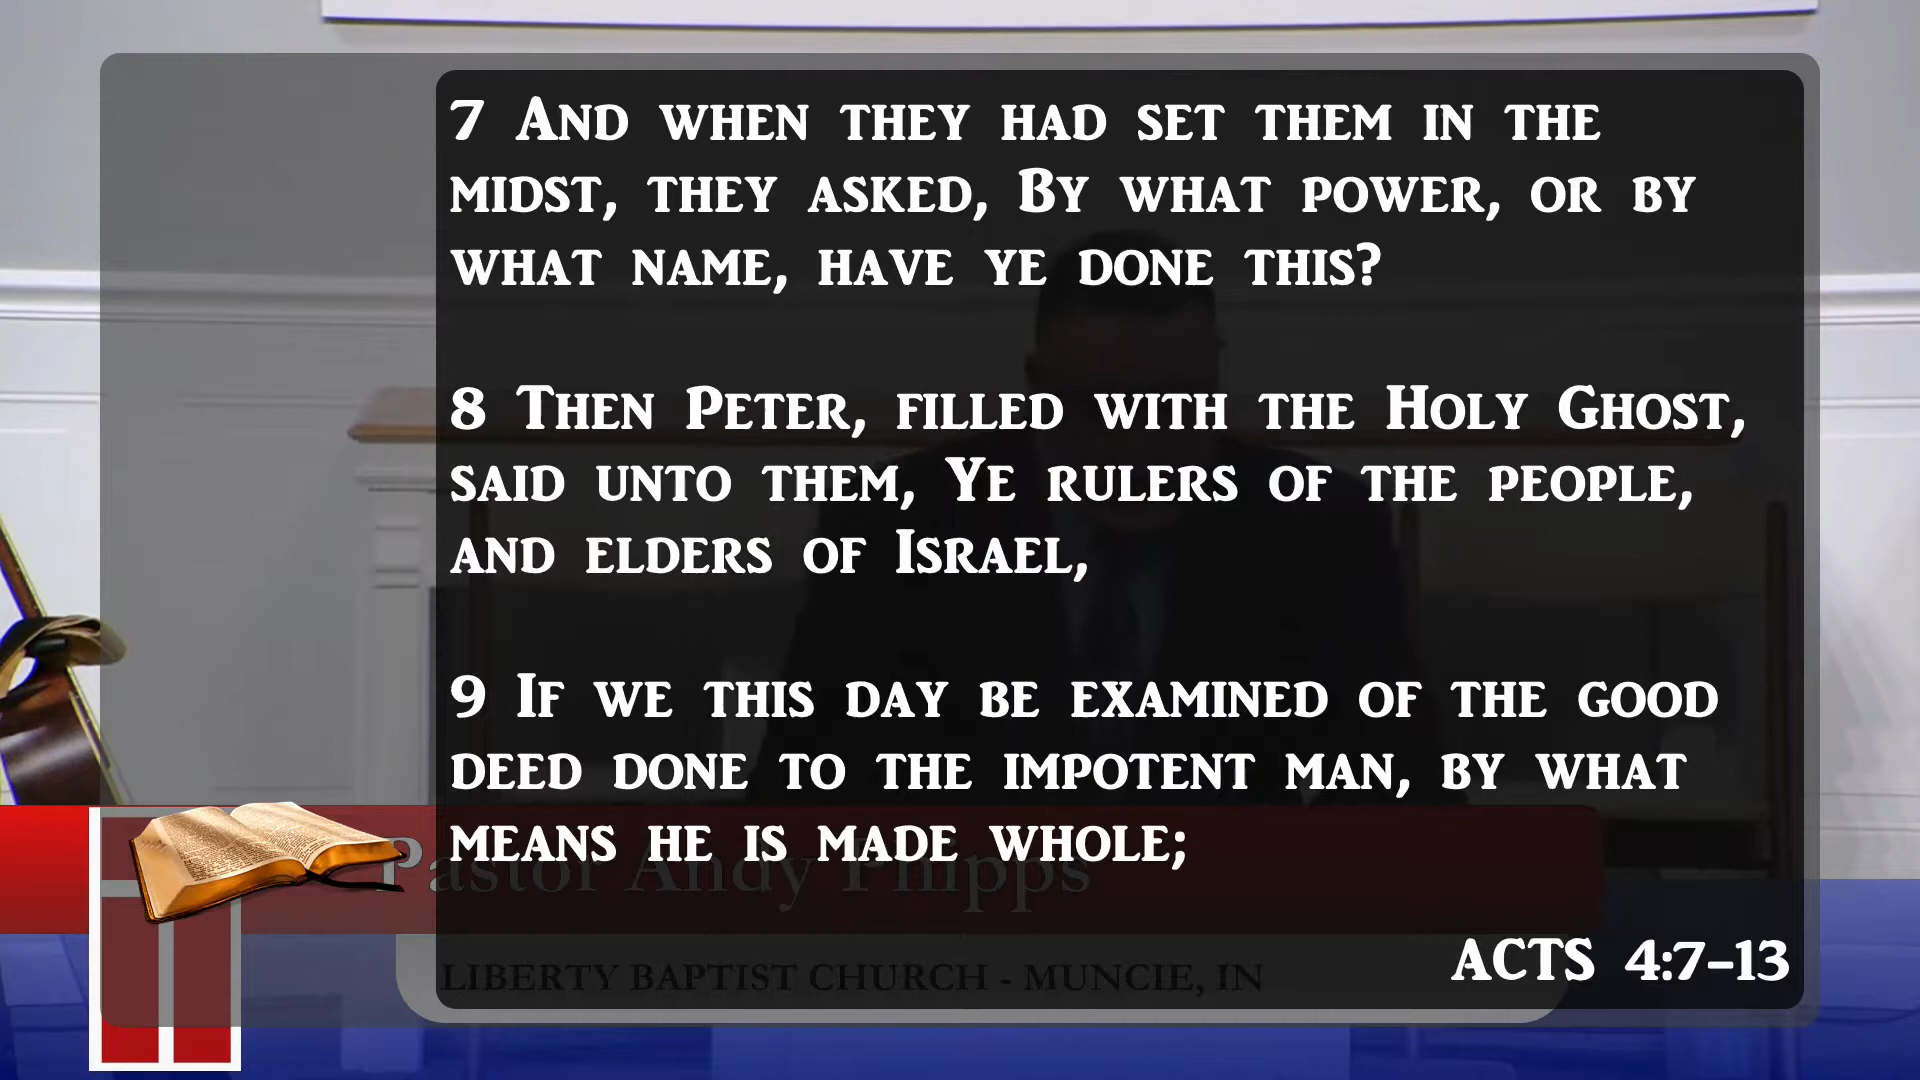 7 And when they had set them in the
midst, they asked, By what power, or by
what name, have ye done this?
8 Then Peter, filled with the Holy Ghost,
said unto them, Ye rulers of the people,
and elders of Israel,
9 If we this day be examined of the good
deed done to the impotent man, by what
means he is made whole;
Pastor Andy Phipps
ACTS 4:7-13
LIBERTY BAPTIST CHURCH - MUNCIE, IN